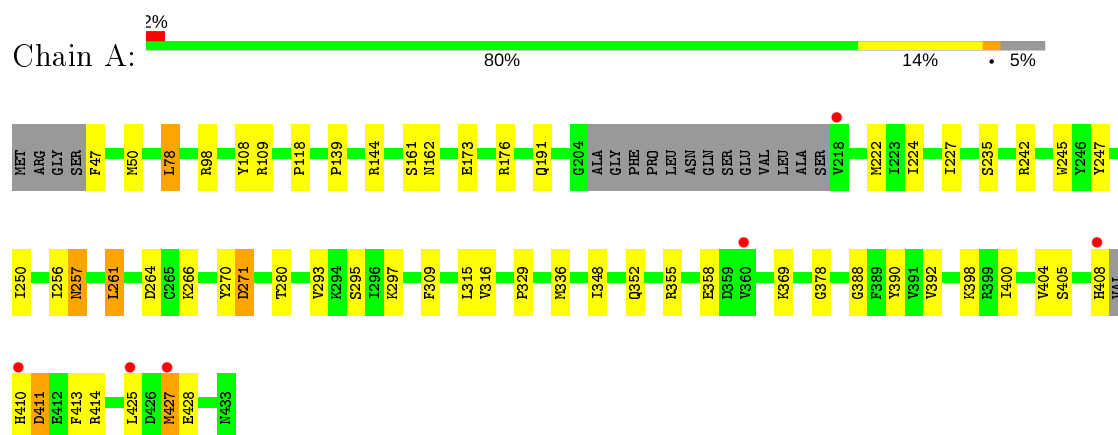 2%
Chain A:
80% 14% • 5%
MET ARG GLY SER F47 M50 L78 R98 Y108 R109 P118 P139 R144 S161 N162 E173 R176 Q191 G204 ALA GLY PHE PRO LEU ASN GLN SER GLU VAL LEU ALA SER V218 M222 I223 I224 I227 S235 R242 W245 Y246 Y247
I250 I256 N257 L261 D264 C265 K266 Y270 D271 T280 V293 K294 S295 I296 K297 F309 L315 V316 P329 M336 I348 Q352 R355 E358 D359 V360 K369 G378 G388 F389 Y390 V391 V392 K398 R399 I400 V404 S405 H408 VAL
H410 D411 E412 F413 R414 L425 D426 M427 E428 N433